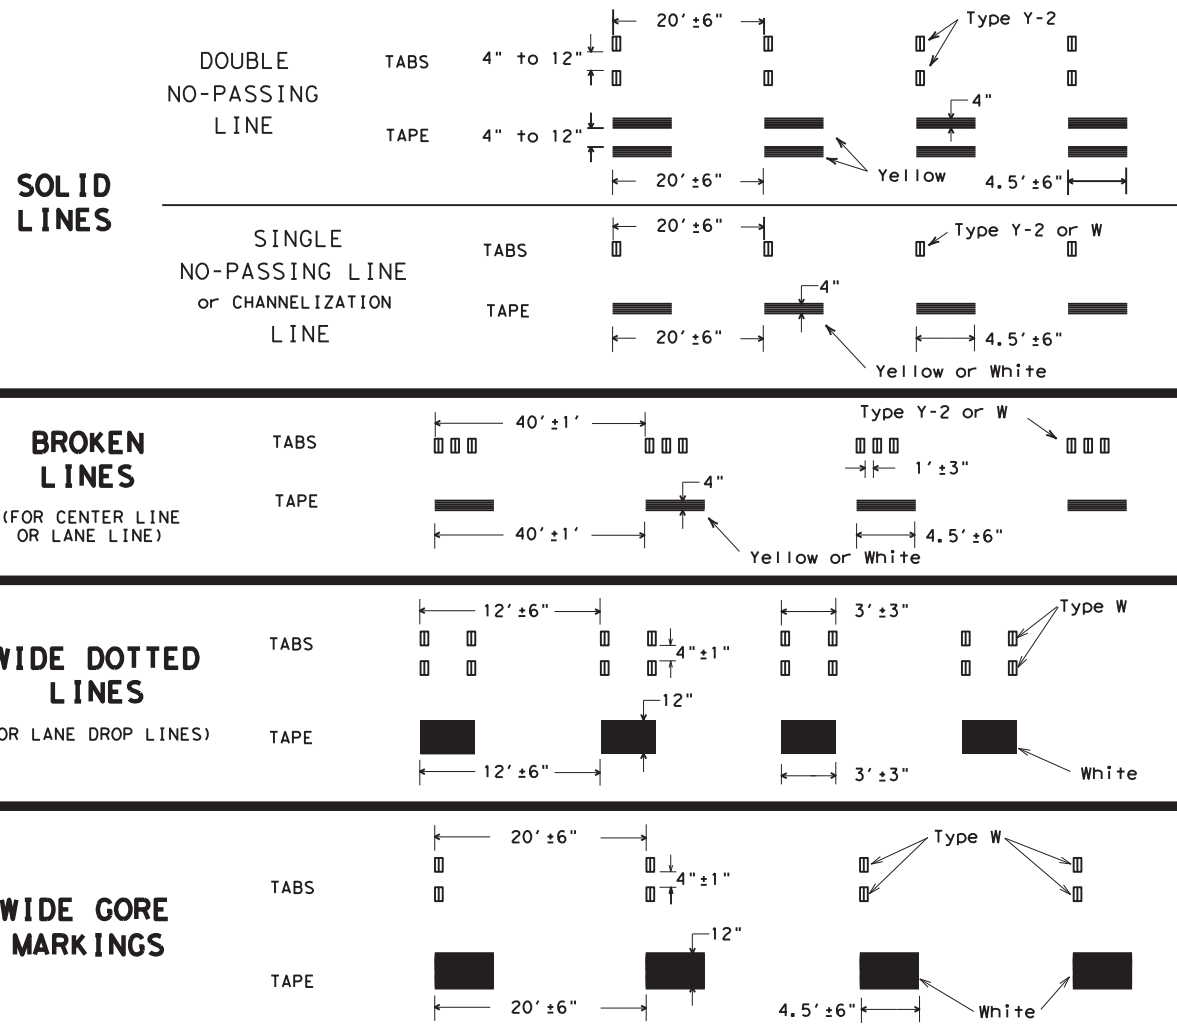 SOLID
LINES
DOUBLE
NO-PASSING
LINE
TABS
4" to 12"
20'±6"
Type Y-2
TAPE
4" to 12"
4"
Yellow
20'±6"
4.5'±6"
SINGLE
NO-PASSING LINE
or CHANNELIZATION
LINE
TABS
20'±6"
Type Y-2 or W
TAPE
4"
20'±6"
4.5'±6"
Yellow or White
BROKEN
LINES
(FOR CENTER LINE
OR LANE LINE)
TABS
40'±1'
Type Y-2 or W
1'±3"
TAPE
4"
40'±1'
4.5'±6"
Yellow or White
WIDE DOTTED
LINES
OR LANE DROP LINES)
TABS
12'±6"
3'±3"
Type W
4"±1"
TAPE
12"
12'±6"
3'±3"
White
WIDE GORE
MARKINGS
TABS
20'±6"
Type W
4"±1"
TAPE
12"
20'±6"
4.5'±6"
White